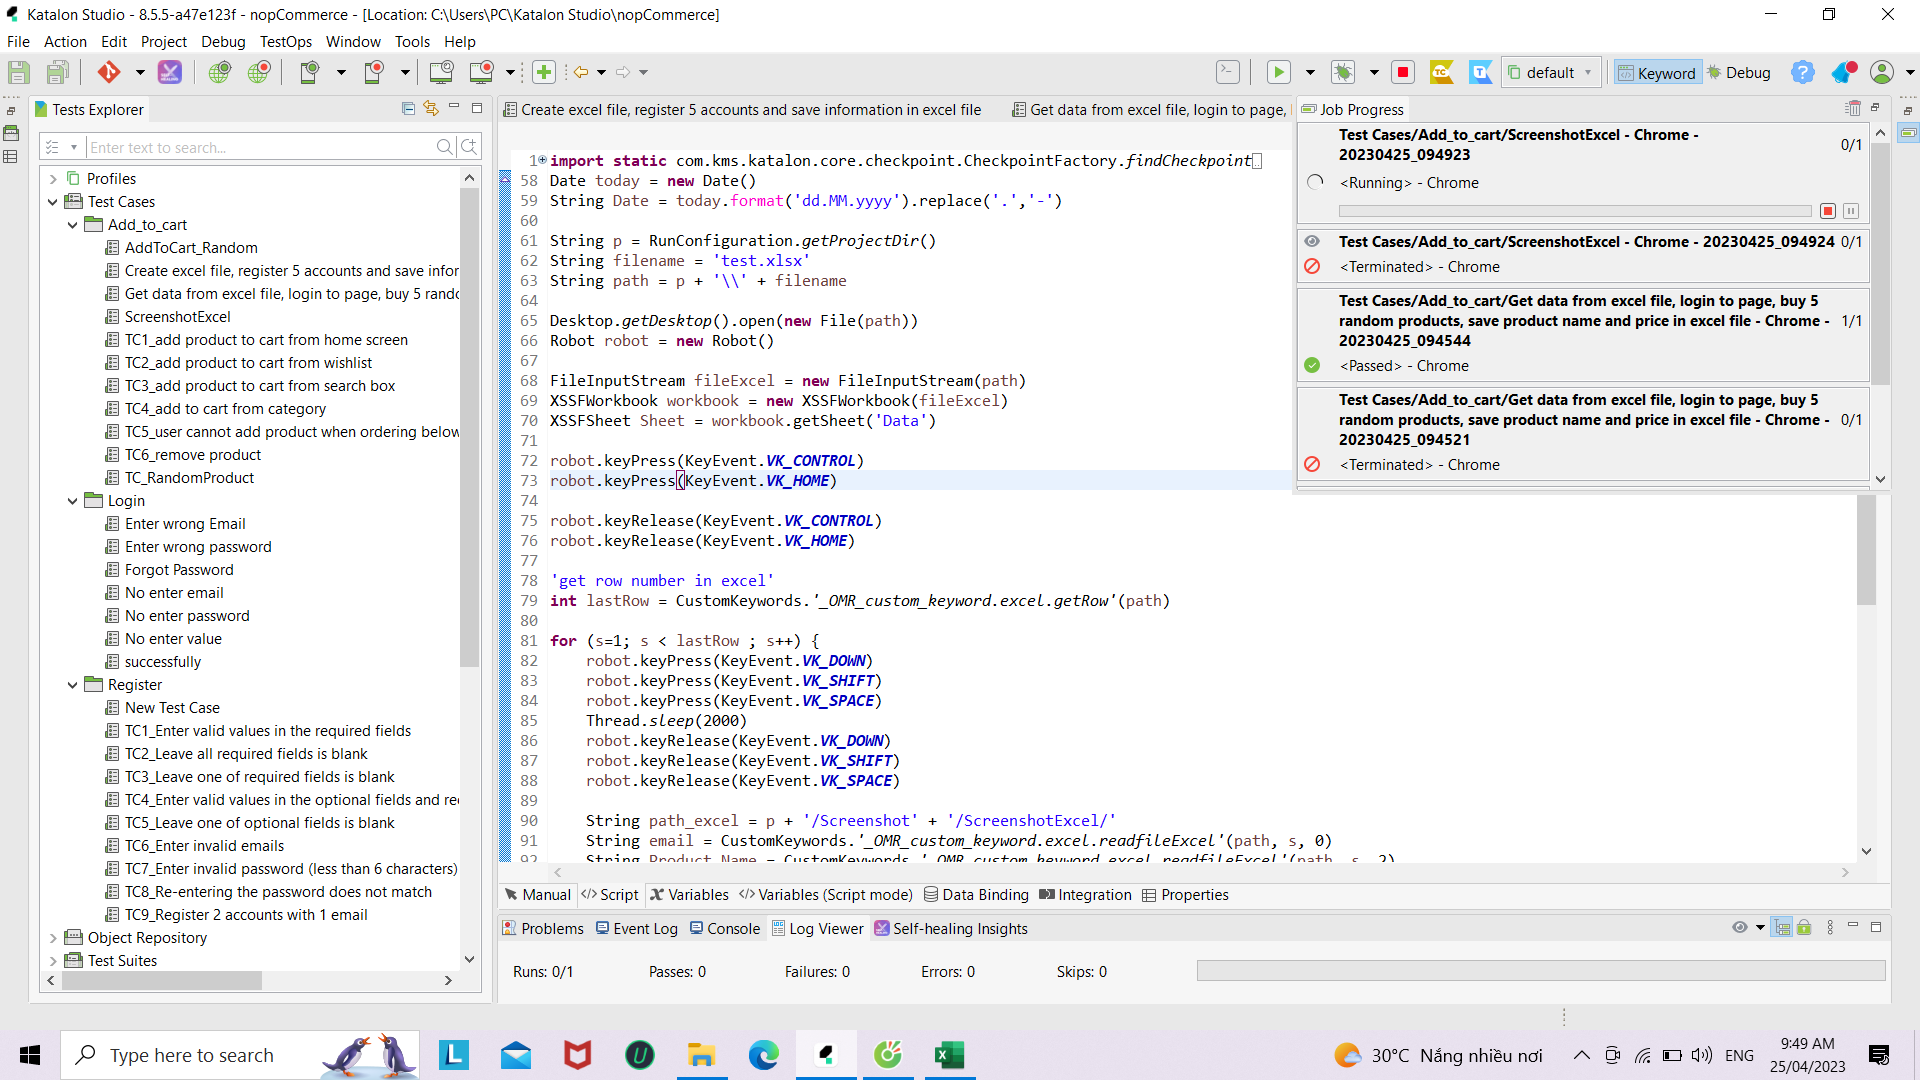 Katalon Studio - 8.5.5-a47e123f - nopCommerce - [Location: C:\Users\PC\Katalon Studio\nopCommerce]
File Action Edit Project Debug TestOps Window Tools Help
default Keyword Debug
Tests Explorer
Enter text to search...
Profiles
Test Cases
Add_to_cart
AddToCart_Random
Create excel file, register 5 accounts and save infor
Get data from excel file, login to page, buy 5 rando
ScreenshotExcel
TC1_add product to cart from home screen
TC2_add product to cart from wishlist
TC3_add product to cart from search box
TC4_add to cart from category
TC5_user cannot add product when ordering below
TC6_remove product
TC_RandomProduct
Login
Enter wrong Email
Enter wrong password
Forgot Password
No enter email
No enter password
No enter value
successfully
Register
New Test Case
TC1_Enter valid values in the required fields
TC2_Leave all required fields is blank
TC3_Leave one of required fields is blank
TC4_Enter valid values in the optional fields and re
TC5_Leave one of optional fields is blank
TC6_Enter invalid emails
TC7_Enter invalid password (less than 6 characters)
TC8_Re-entering the password does not match
TC9_Register 2 accounts with 1 email
Object Repository
Test Suites
Create excel file, register 5 accounts and save information in excel file Get data from excel file, login to page,
1 import static com.kms.katalon.core.checkpoint.CheckpointFactory.findCheckpoint
58 Date today = new Date()
59 String Date = today.format('dd.MM.yyyy').replace('.','-')
60
61 String p = RunConfiguration.getProjectDir()
62 String filename = 'test.xlsx'
63 String path = p + '\\' + filename
64
65 Desktop.getDesktop().open(new File(path))
66 Robot robot = new Robot()
67
68 FileInputStream fileExcel = new FileInputStream(path)
69 XSSFWorkbook workbook = new XSSFWorkbook(fileExcel)
70 XSSFSheet Sheet = workbook.getSheet('Data')
71
72 robot.keyPress(KeyEvent.VK_CONTROL)
73 robot.keyPress(KeyEvent.VK_HOME)
74
75 robot.keyRelease(KeyEvent.VK_CONTROL)
76 robot.keyRelease(KeyEvent.VK_HOME)
77
78 'get row number in excel'
79 int lastRow = CustomKeywords.'_OMR_custom_keyword.excel.getRow'(path)
80
81 for (s=1; s < lastRow ; s++) {
82 robot.keyPress(KeyEvent.VK_DOWN)
83 robot.keyPress(KeyEvent.VK_SHIFT)
84 robot.keyPress(KeyEvent.VK_SPACE)
85 Thread.sleep(2000)
86 robot.keyRelease(KeyEvent.VK_DOWN)
87 robot.keyRelease(KeyEvent.VK_SHIFT)
88 robot.keyRelease(KeyEvent.VK_SPACE)
89
90 String path_excel = p + '/Screenshot' + '/ScreenshotExcel/'
91 String email = CustomKeywords.'_OMR_custom_keyword.excel.readfileExcel'(path, s, 0)
92 String Product_Name = CustomKeywords.'_OMR_custom_keyword.excel.readfileExcel'(path, s, 2)
Manual Script Variables Variables (Script mode) Data Binding Integration Properties
Job Progress
Test Cases/Add_to_cart/ScreenshotExcel - Chrome -
20230425_094923
0/1
<Running> - Chrome
Test Cases/Add_to_cart/ScreenshotExcel - Chrome - 20230425_094924 0/1
<Terminated> - Chrome
Test Cases/Add_to_cart/Get data from excel file, login to page, buy 5
random products, save product name and price in excel file - Chrome - 1/1
20230425_094544
<Passed> - Chrome
Test Cases/Add_to_cart/Get data from excel file, login to page, buy 5
random products, save product name and price in excel file - Chrome - 0/1
20230425_094521
<Terminated> - Chrome
Problems Event Log Console Log Viewer Self-healing Insights
Runs: 0/1 Passes: 0 Failures: 0 Errors: 0 Skips: 0
Type here to search
30°C Nắng nhiều nơi
ENG
9:49 AM
25/04/2023